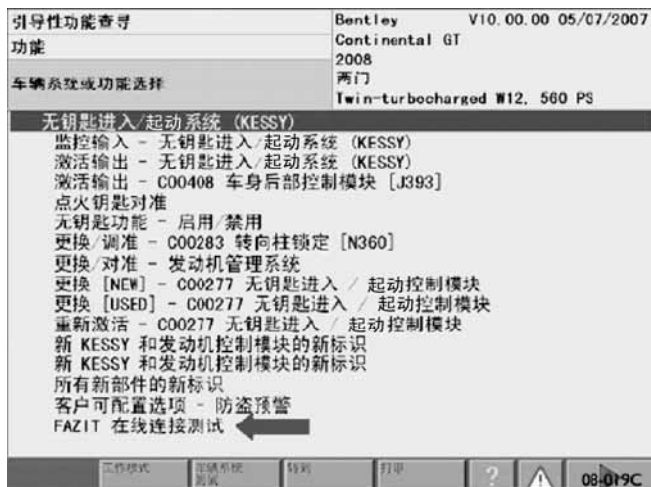 引导性功能查寻
Bentley V10.00.00 05/07/2007
功能
Continental GT
2008
车辆系统或功能选择
两门
Twin-turbocharged W12, 560 PS
无钥匙进入/起动系统 (KESSY)
监控输入 - 无钥匙进入/起动系统 (KESSY)
激活输出 - 无钥匙进入/起动系统 (KESSY)
激活输出 - C00408 车身后部控制模块 [J393]
点火钥匙对准
无钥匙功能 - 启用/禁用
更换/调准 - C00283 转向柱锁定 [N360]
更换/对准 - 发动机管理系统
更换 [NEW] - C00277 无钥匙进入 / 起动控制模块
更换 [USED] - C00277 无钥匙进入 / 起动控制模块
重新激活 - C00277 无钥匙进入 / 起动控制模块
新 KESSY 和发动机控制模块的新标识
新 KESSY 和发动机控制模块的新标识
所有新部件的新标识
客户可配置选项 - 防盗预警
FAZIT 在线连接测试
工作模式 车辆系统测试 转到 打印 ? 08-019C